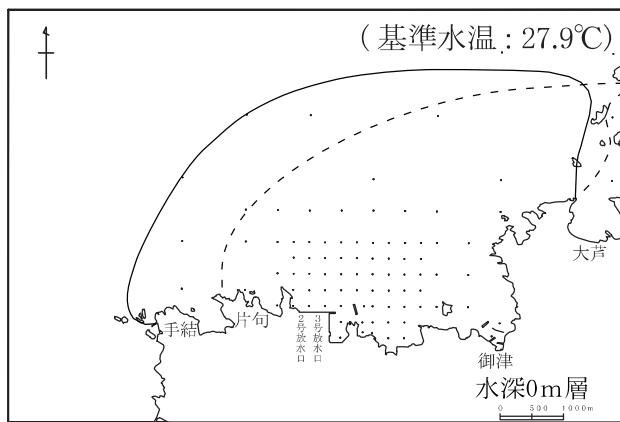 (基準水温:27.9℃)
大芦
手結
片句
2号放水口
3号放水口
御津
水深0m層
0 500 1000m